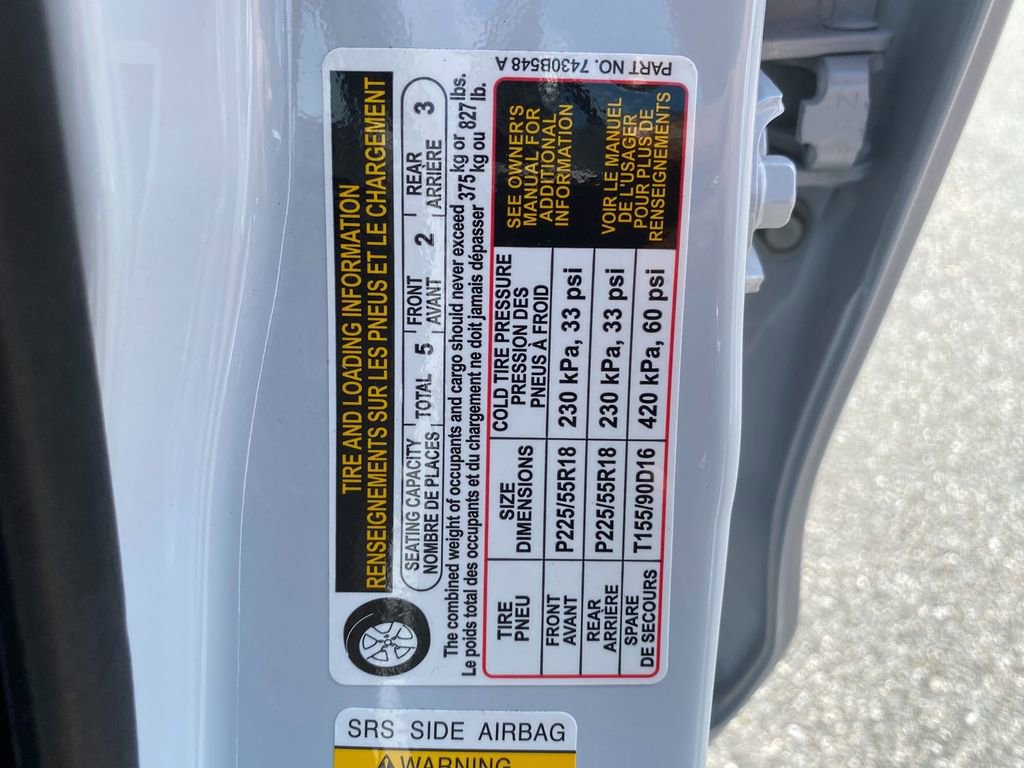 PART NO. 7430B548 A
TIRE AND LOADING INFORMATION
RENSEIGNEMENTS SUR LES PNEUS ET LE CHARGEMENT
SEATING CAPACITY
NOMBRE DE PLACES
TOTAL 5
FRONT
AVANT
2
REAR
ARRIÈRE
3
The combined weight of occupants and cargo should never exceed 375 kg or 827 lbs.
Le poids total des occupants et du chargement ne doit jamais dépasser 375 kg ou 827 lb.
TIRE
PNEU
SIZE
DIMENSIONS
COLD TIRE PRESSURE
PRESSION DES
PNEUS À FROID
FRONT
AVANT
P225/55R18
230 kPa, 33 psi
REAR
ARRIÈRE
P225/55R18
230 kPa, 33 psi
SPARE
DE SECOURS
T155/90D16
420 kPa, 60 psi
SEE OWNER'S
MANUAL FOR
ADDITIONAL
INFORMATION
VOIR LE MANUEL
DE L'USAGER
POUR PLUS DE
RENSEIGNEMENTS
SRS SIDE AIRBAG
WARNING